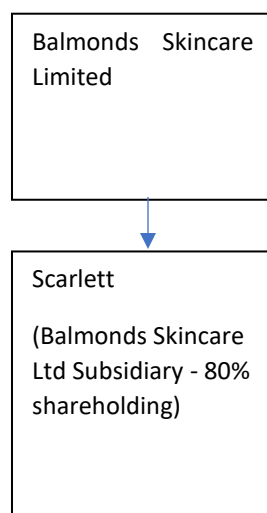 Balmonds Skincare
Limited
Scarlett
(Balmonds Skincare
Ltd Subsidiary - 80%
shareholding)